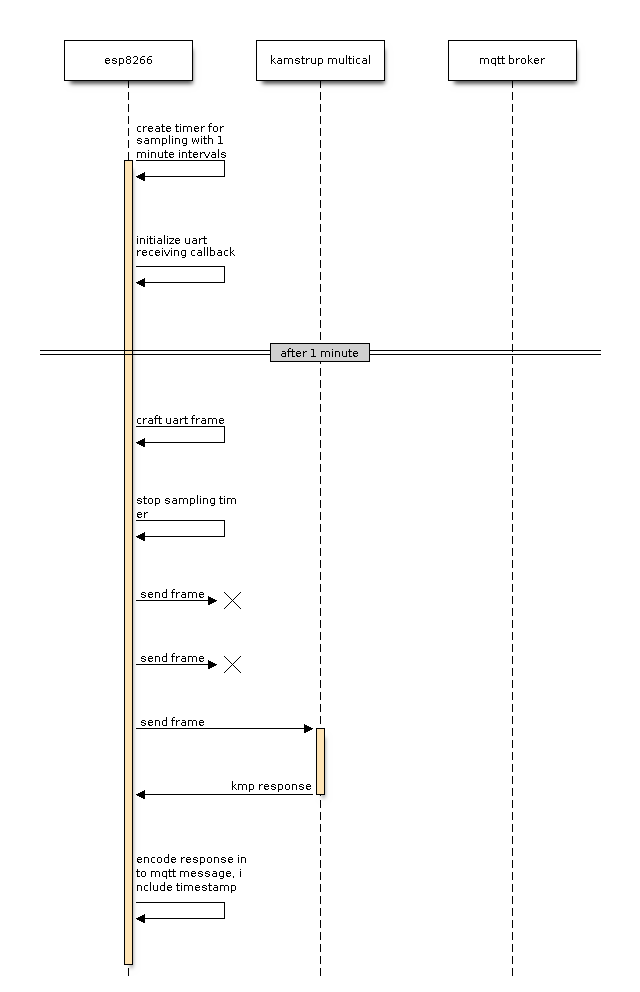 esp8266
kamstrup multical
mqtt broker
create timer for
sampling with 1
minute intervals
initialize uart
receiving callback
after 1 minute
craft uart frame
stop sampling tim
er
send frame
send frame
send frame
kmp response
encode response in
to mqtt message, i
nclude timestamp